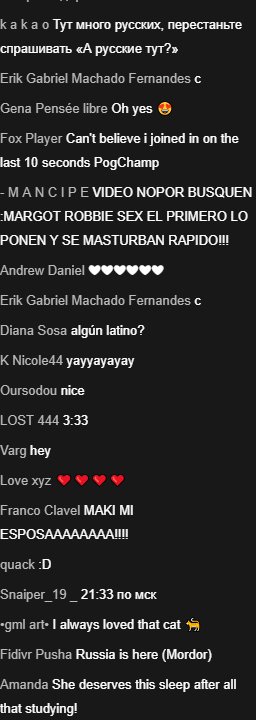 k a k a o Тут много русских, перестаньте
спрашивать «А русские тут?»
Erik Gabriel Machado Fernandes c
Gena Pensée libre Oh yes 😍
Fox Player Can't believe i joined in on the
last 10 seconds PogChamp
- M A N C I P E VIDEO NOPOR BUSQUEN
:MARGOT ROBBIE SEX EL PRIMERO LO
PONEN Y SE MASTURBAN RAPIDO!!!
Andrew Daniel 🤍🤍🤍🤍🤍🤍
Erik Gabriel Machado Fernandes c
Diana Sosa algún latino?
K Nicole44 yayyayayay
Oursodou nice
LOST 444 3:33
Varg hey
Love xyz ❤️ ❤️ ❤️ ❤️
Franco Clavel MAKI MI
ESPOSAAAAAAAA!!!!
quack :D
Snaiper_19 _ 21:33 по мск
•gml art• I always loved that cat 🐈
Fidivr Pusha Russia is here (Mordor)
Amanda She deserves this sleep after all
that studying!